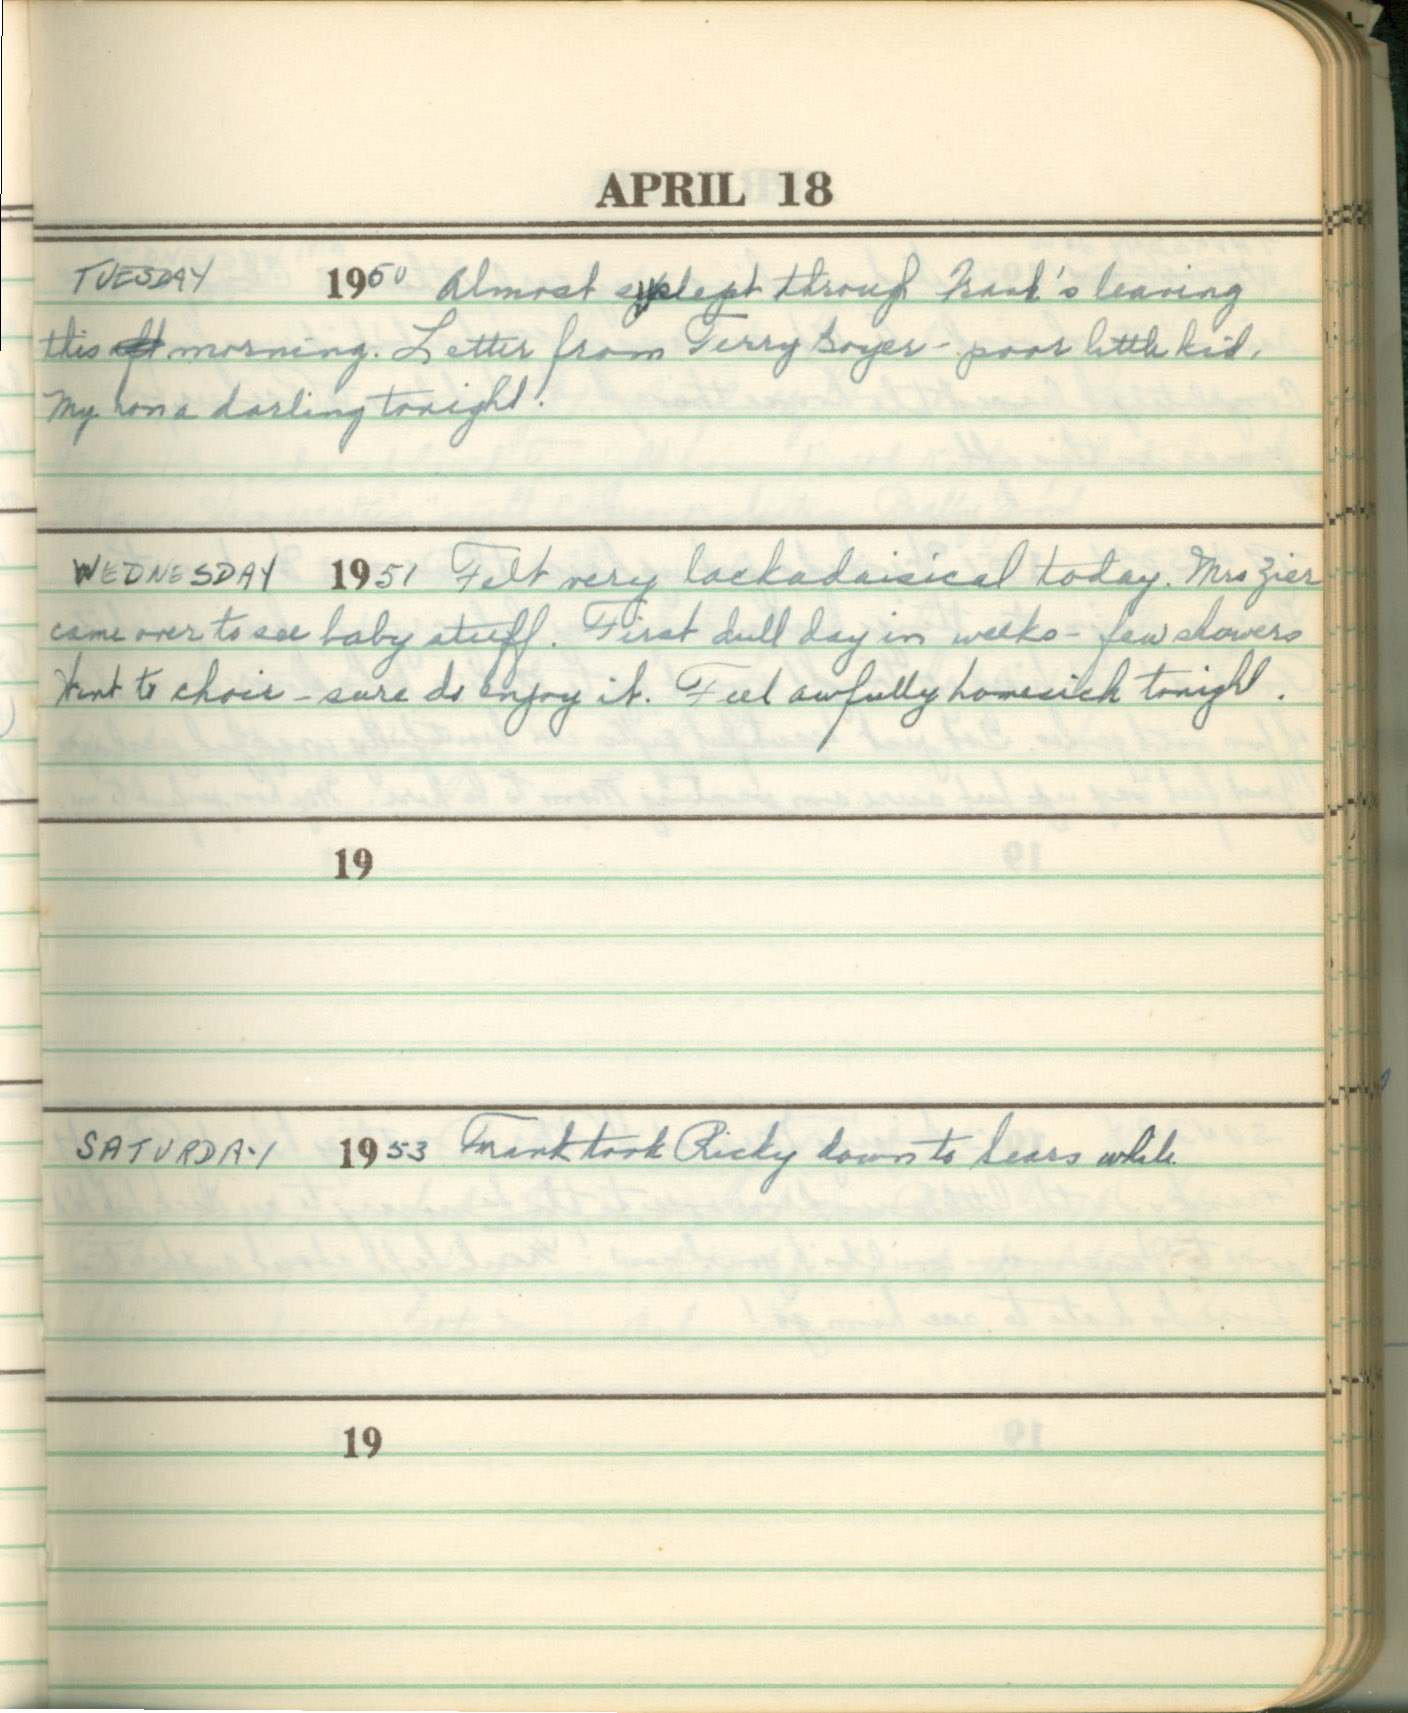 APRIL 18
TUESDAY 1950 Almost slept through Frank's leaving
this morning. Letter from Terry Boyer - poor little kid.
My hon a darling tonight!
WEDNESDAY 1951 Felt very lackadaisical today. Mrs Zier
came over to see baby stuff. First dull day in weeks - few showers
Went to choir - sure do enjoy it. Feel awfully homesick tonight.
19
SATURDAY 1953 Frank took Ricky down to Sears while
19